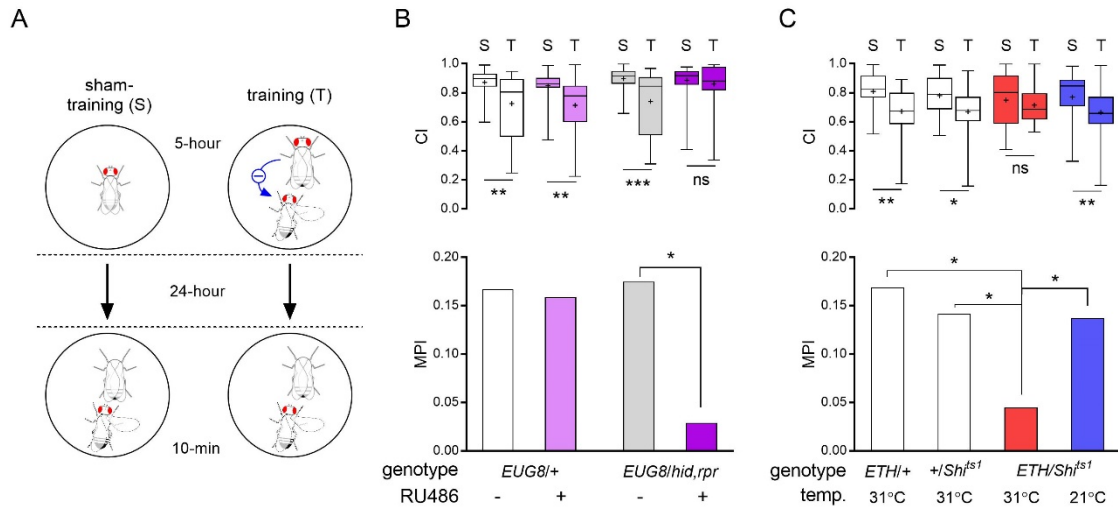 A
sham-
training (S)
training (T)
5-hour
24-hour
10-min
B
S T S T S T S T
CI
1.0
0.8
0.6
0.4
0.2
0.0
** ** *** ns
MPI
0.20
0.15
0.10
0.05
0.00
*
genotype EUG8/+ EUG8/hid,rpr
RU486 - + - +
C
S T S T S T S T
CI
1.0
0.8
0.6
0.4
0.2
0.0
** * ns **
MPI
0.20
0.15
0.10
0.05
0.00
*
* *
genotype ETH/+ +/Shi^ts1 ETH/Shi^ts1
temp. 31°C 31°C 31°C 21°C